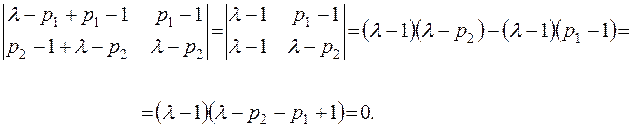 |λ−p₁+p₁−1 p₁−1; p₂−1+λ−p₂ λ−p₂| = |λ−1 p₁−1; λ−1 λ−p₂| = (λ−1)(λ−p₂)−(λ−1)(p₁−1)=
=(λ−1)(λ−p₂−p₁+1)=0.